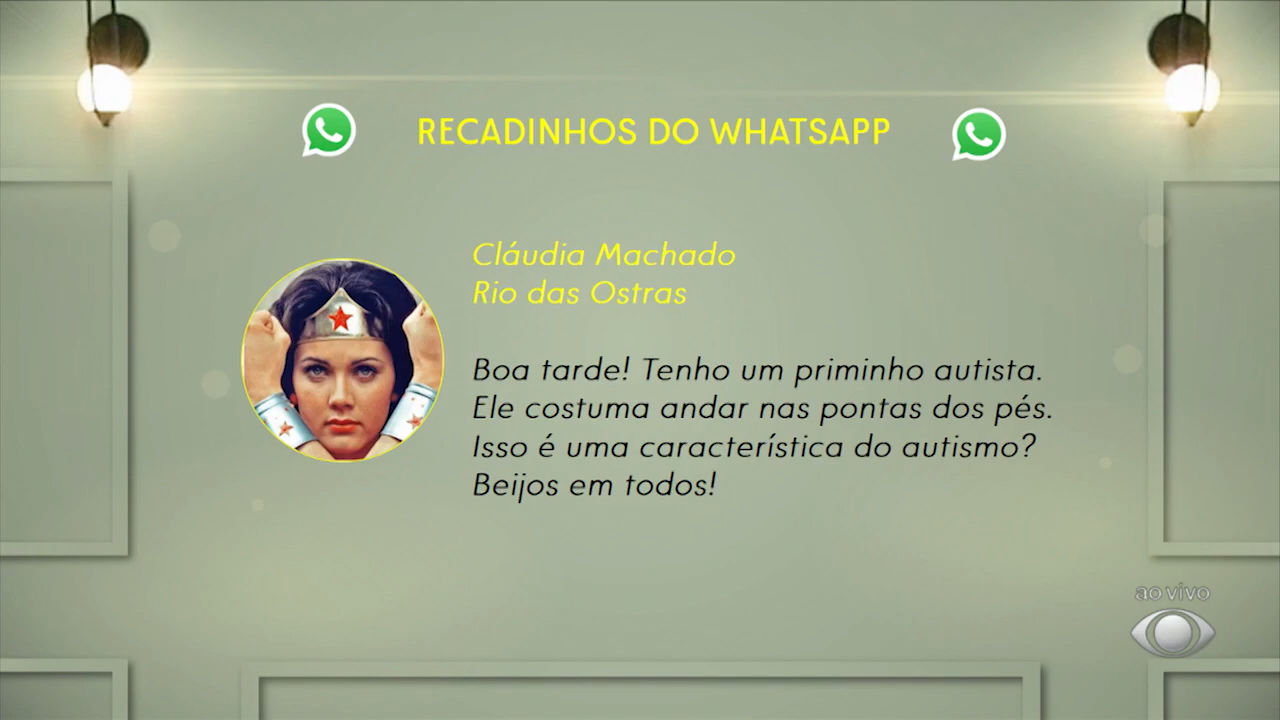 RECADINHOS DO WHATSAPP
Cláudia Machado
Rio das Ostras
Boa tarde! Tenho um priminho autista.
Ele costuma andar nas pontas dos pés.
Isso é uma característica do autismo?
Beijos em todos!
ao vivo